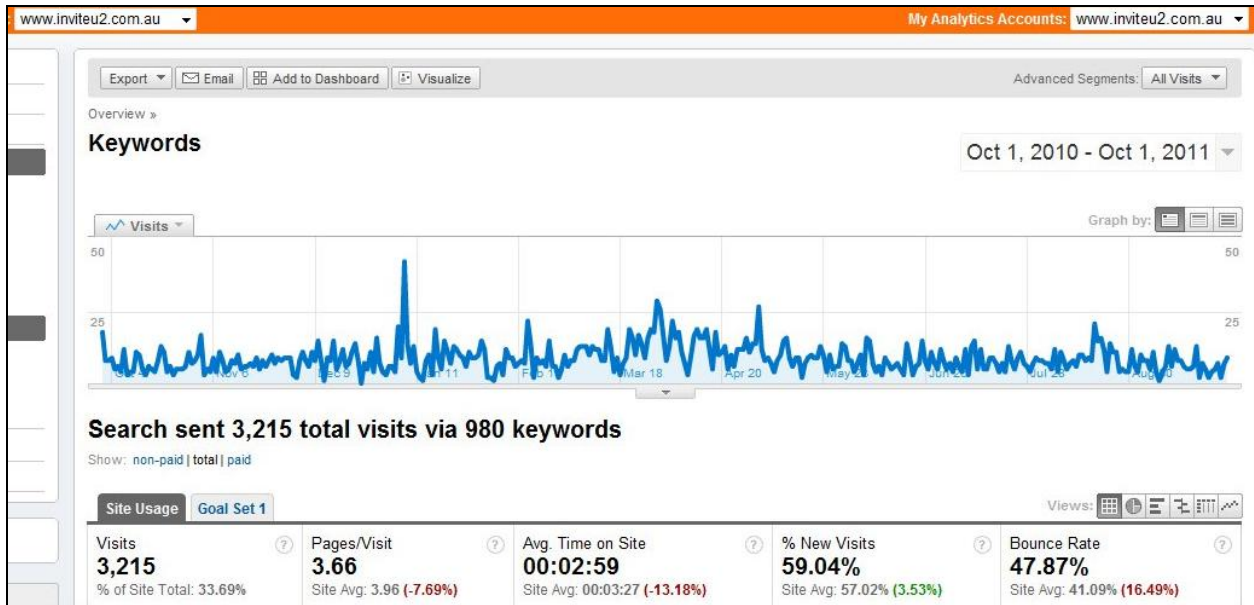 www.inviteu2.com.au My Analytics Accounts: www.inviteu2.com.au
Export Email Add to Dashboard Visualize Advanced Segments: All Visits
Overview »
Keywords
Oct 1, 2010 - Oct 1, 2011
Visits Graph by:
50 50
25 25
Nov 6 Dec 9 Mar 18 Apr 20
Search sent 3,215 total visits via 980 keywords
Show: non-paid | total | paid
Site Usage Goal Set 1 Views:
Visits ? Pages/Visit ? Avg. Time on Site ? % New Visits ? Bounce Rate ?
3,215 3.66 00:02:59 59.04% 47.87%
% of Site Total: 33.69% Site Avg: 3.96 (-7.69%) Site Avg: 00:03:27 (-13.18%) Site Avg: 57.02% (3.53%) Site Avg: 41.09% (16.49%)